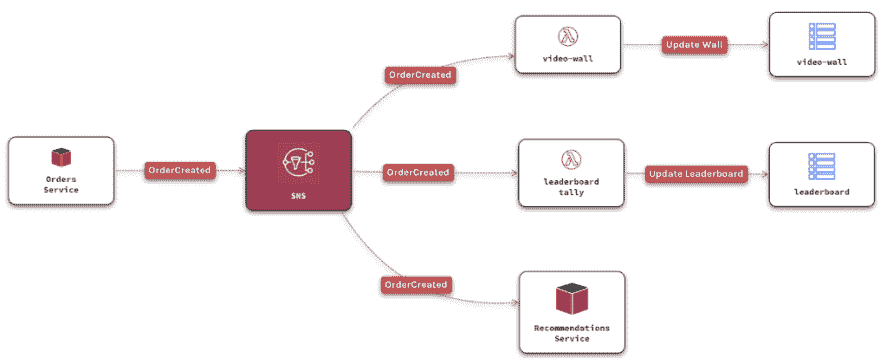 OrderCreated
video-wall
Update Wall
video-wall
Orders
Service
OrderCreated
SNS
OrderCreated
leaderboard
tally
Update Leaderboard
leaderboard
OrderCreated
Recommendations
Service